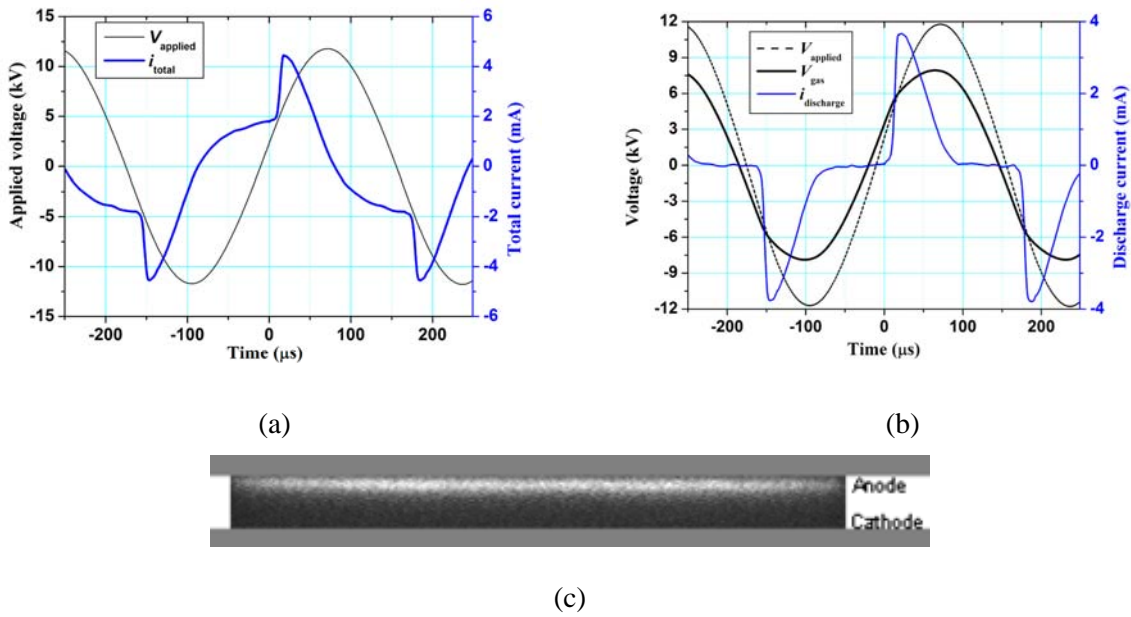 V applied
i total
Applied voltage (kV)
15
10
5
0
-5
-10
-15
Total current (mA)
6
4
2
0
-2
-4
-6
-200 -100 0 100 200
Time (μs)
(a)
V applied
V gas
i discharge
Voltage (kV)
12
9
6
3
0
-3
-6
-9
-12
Discharge current (mA)
4
2
0
-2
-4
-200 -100 0 100 200
Time (μs)
(b)
Anode
Cathode
(c)